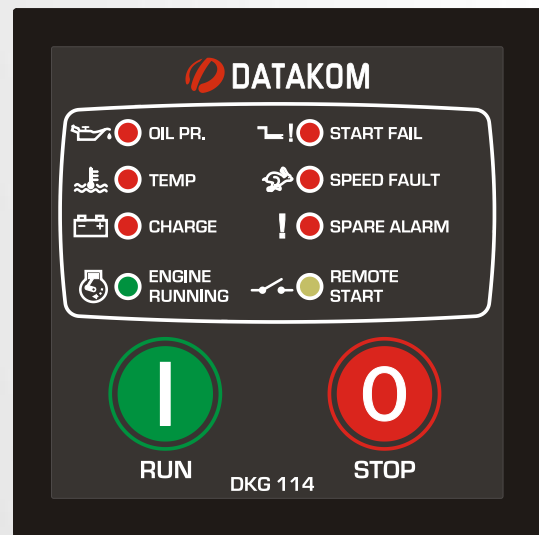 DATAKOM
OIL PR.
! START FAIL
TEMP
SPEED FAULT
CHARGE
! SPARE ALARM
ENGINE
RUNNING
REMOTE
START
I
0
RUN
STOP
DKG 114